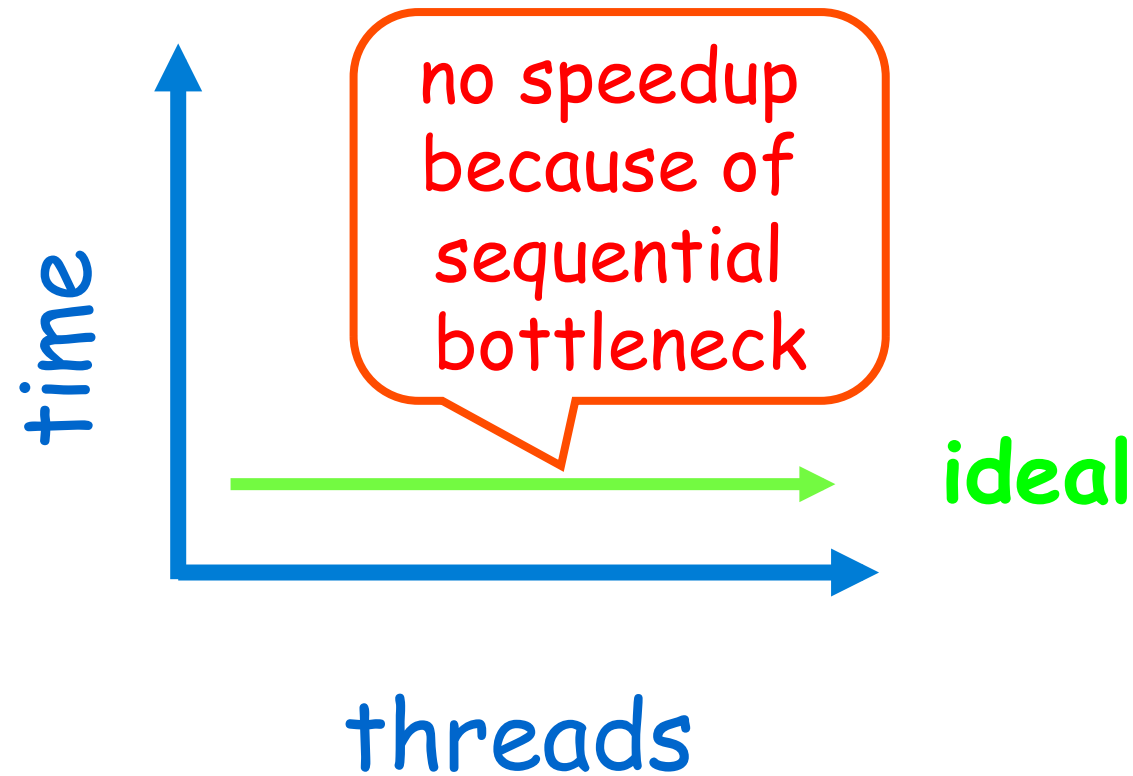 no speedup
because of
sequential
bottleneck
time
ideal
threads